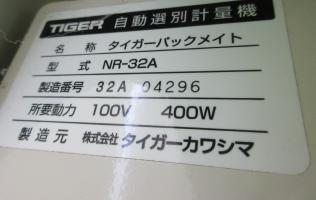 TIGER 自動選別計量機
名 称 タイガーパックメイト
型 式 NR-32A
製造番号 32A 04296
所要動力 100V 400W
製造元 株式会社タイガーカワシマ